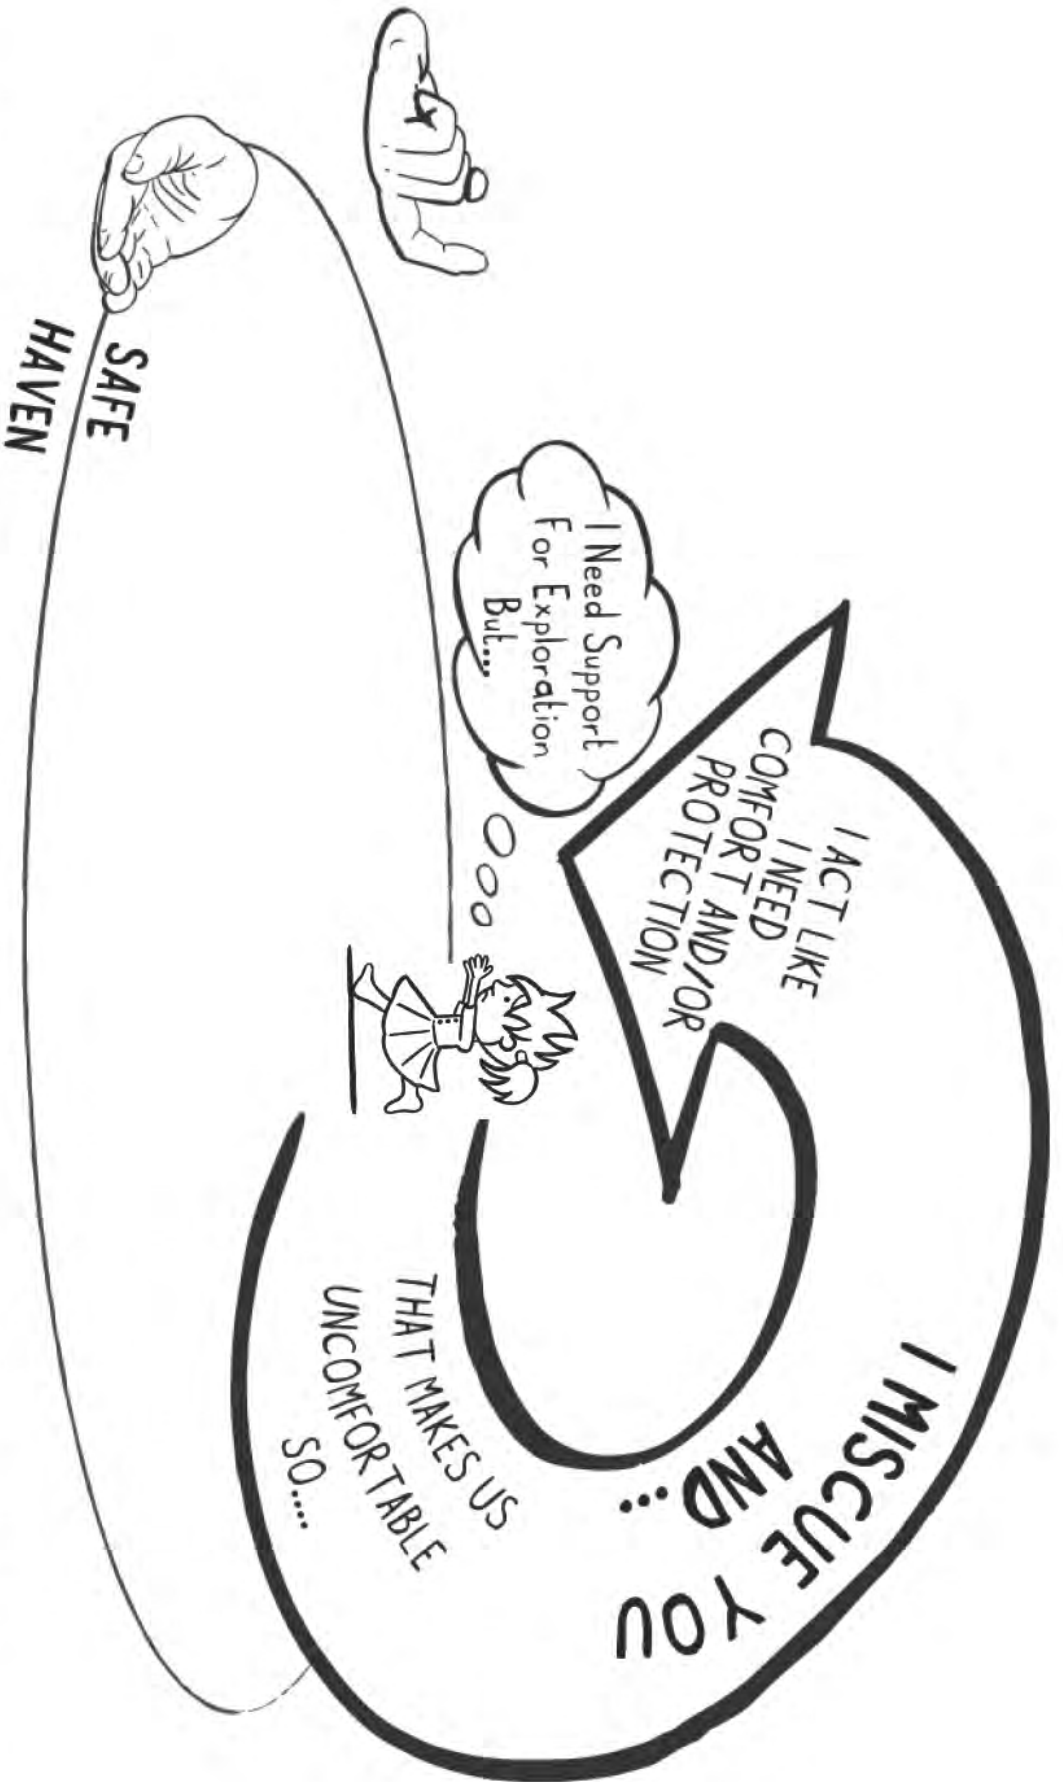 I Need Support
For Exploration
But...
THAT MAKES US
UNCOMFORTABLE
SO....
I MISCUE YOU
AND...
I ACT LIKE
I NEED
COMFORT AND/OR
PROTECTION
SAFE
HAVEN